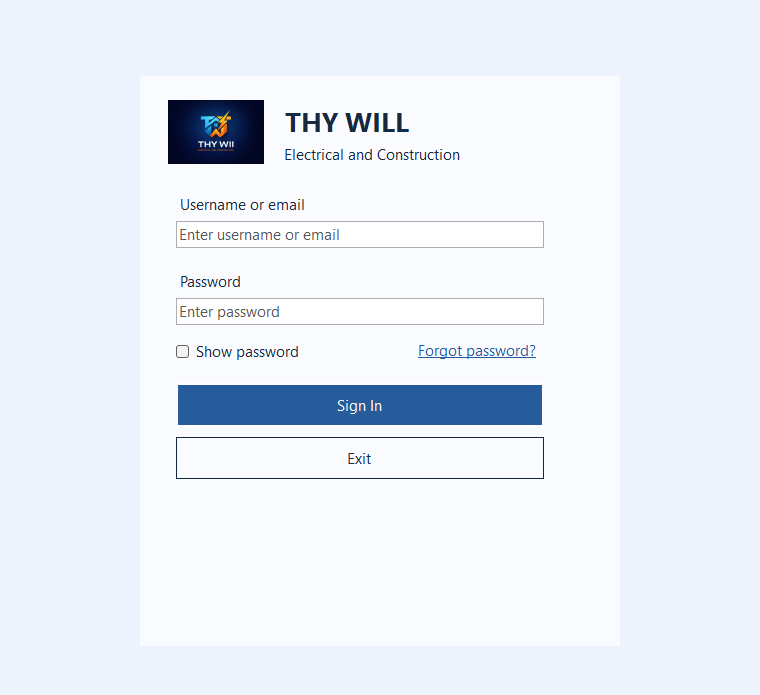 THY WILL
Electrical and Construction
THY WII
Username or email
Enter username or email
Password
Enter password
Show password
Forgot password?
Sign In
Exit